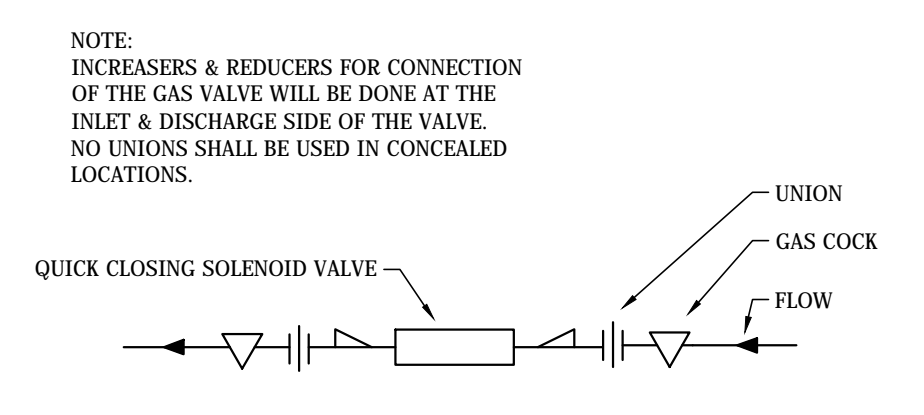 NOTE:
INCREASERS & REDUCERS FOR CONNECTION
OF THE GAS VALVE WILL BE DONE AT THE
INLET & DISCHARGE SIDE OF THE VALVE.
NO UNIONS SHALL BE USED IN CONCEALED
LOCATIONS.
UNION
GAS COCK
QUICK CLOSING SOLENOID VALVE
FLOW